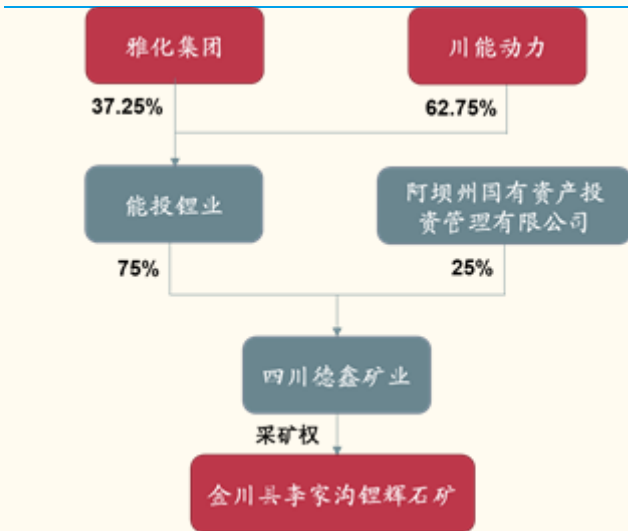 雅化集团
川能动力
37.25%
62.75%
能投锂业
阿坝州国有资产投
资管理有限公司
75%
25%
四川德鑫矿业
采矿权
金川县李家沟锂辉石矿